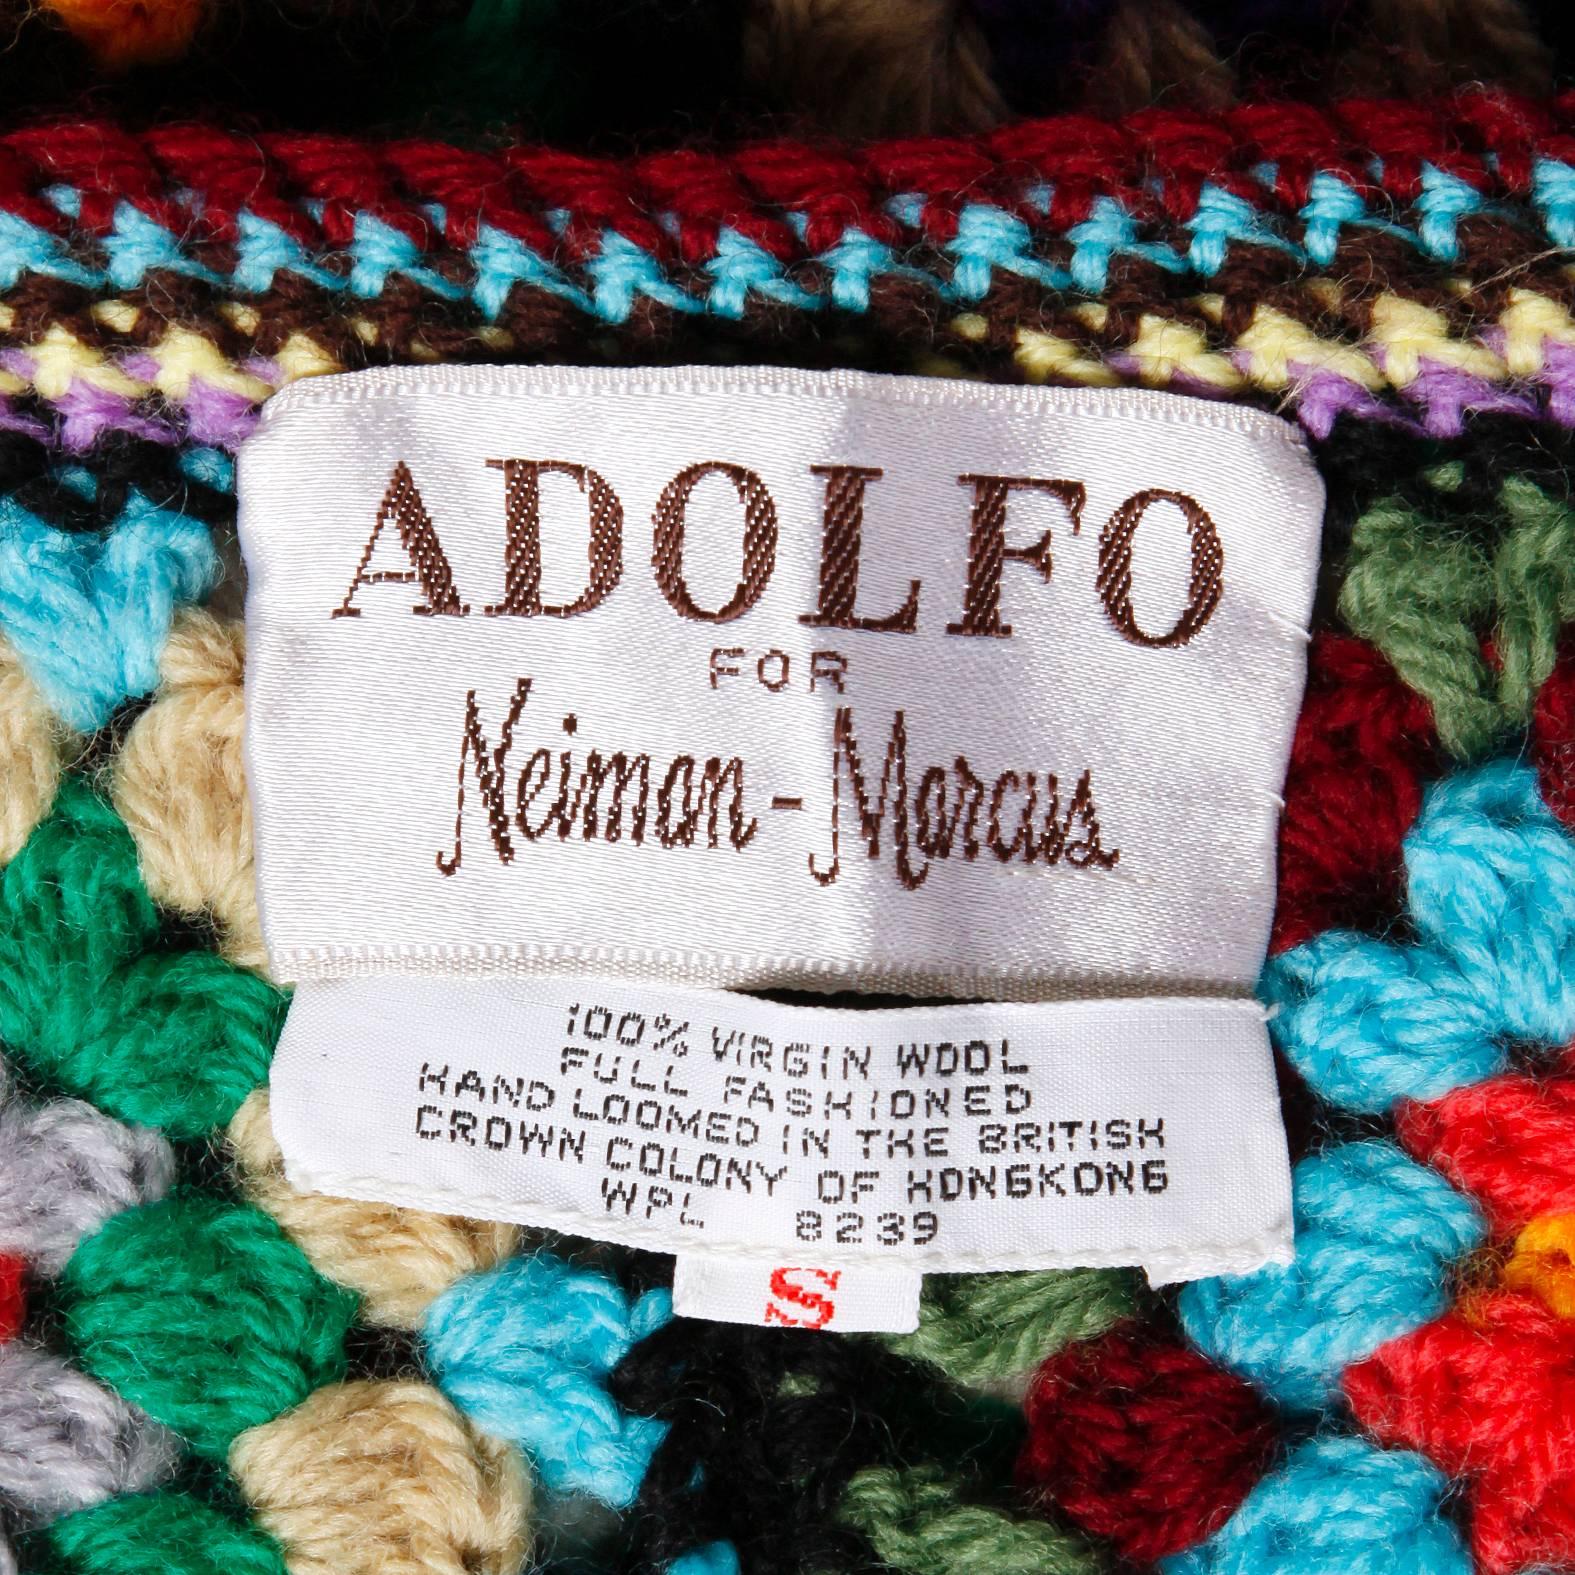 ADOLFO
FOR
Neiman-Marcus
100% VIRGIN WOOL
FULL FASHIONED
HAND LOOMED IN THE BRITISH
CROWN COLONY OF HONGKONG
WPL 8239
S